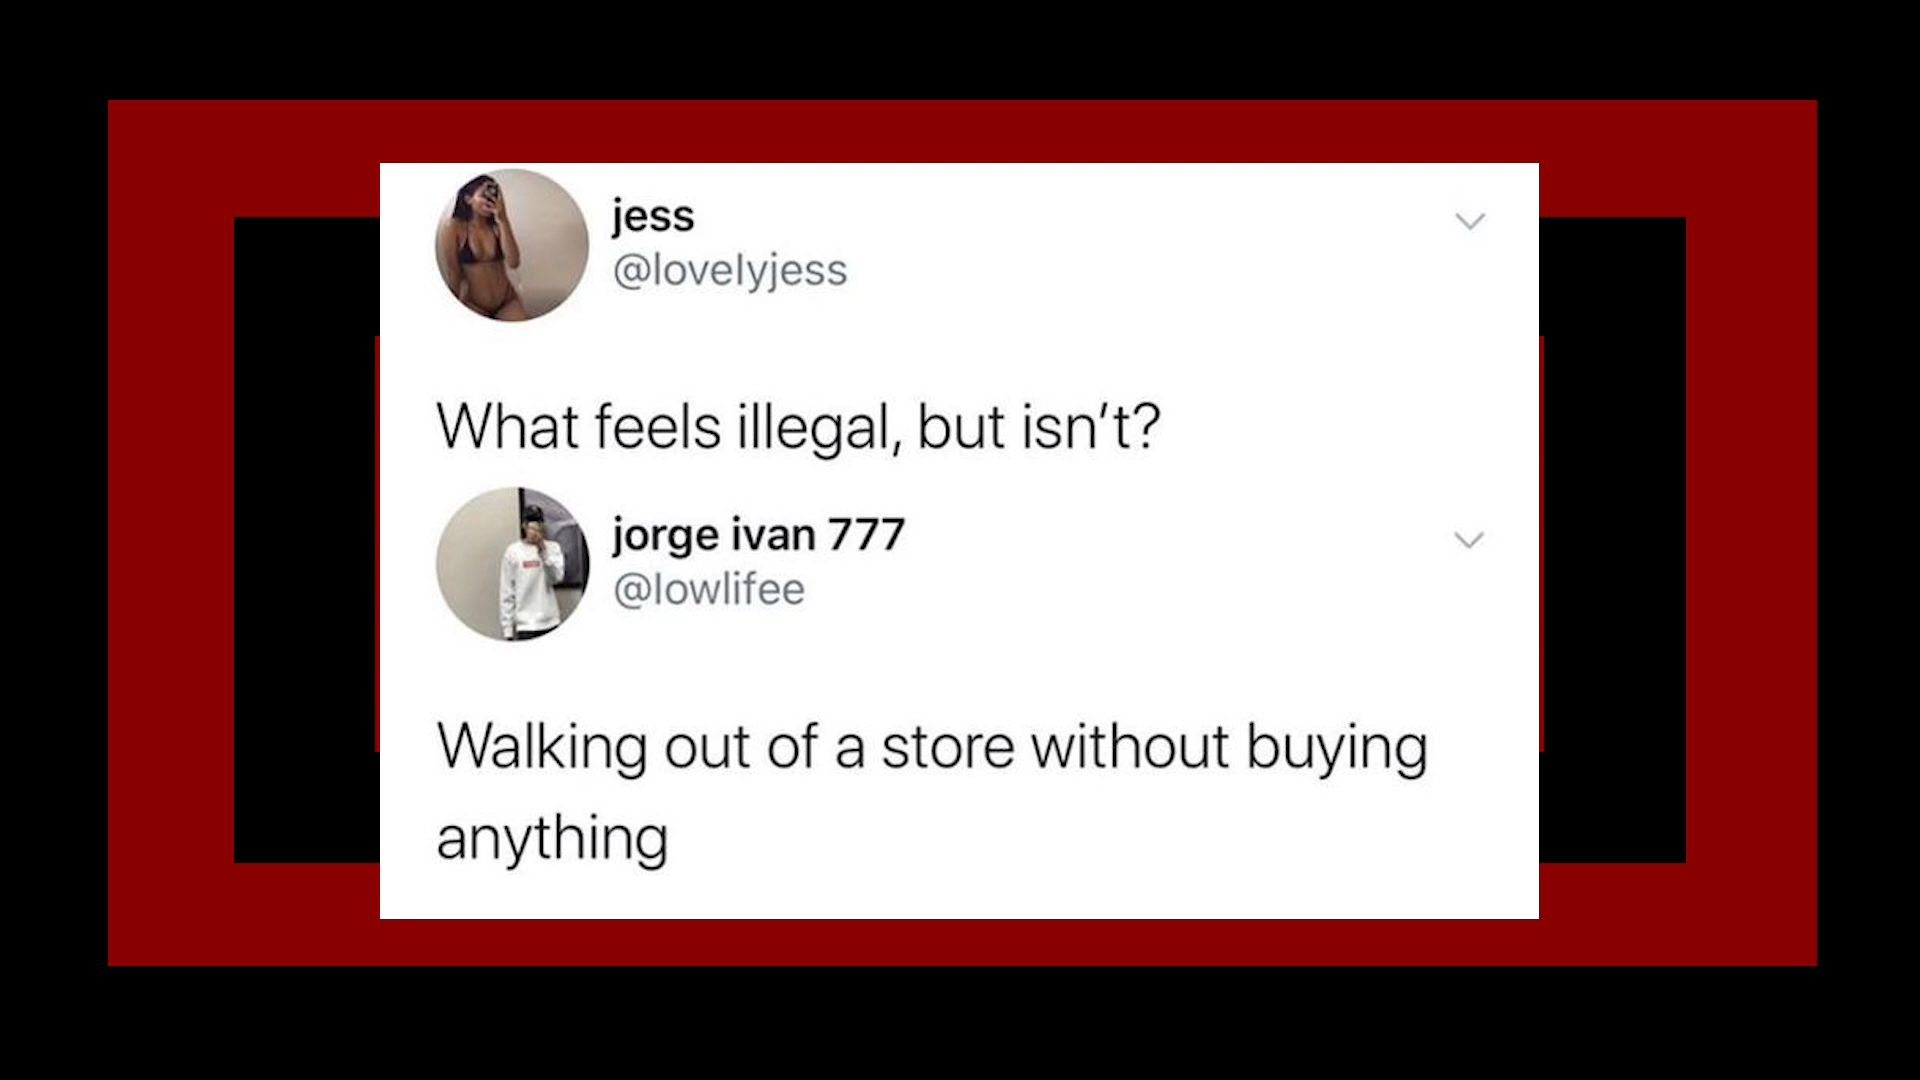 jess
@lovelyjess
What feels illegal, but isn’t?
jorge ivan 777
@lowlifee
Walking out of a store without buying
anything